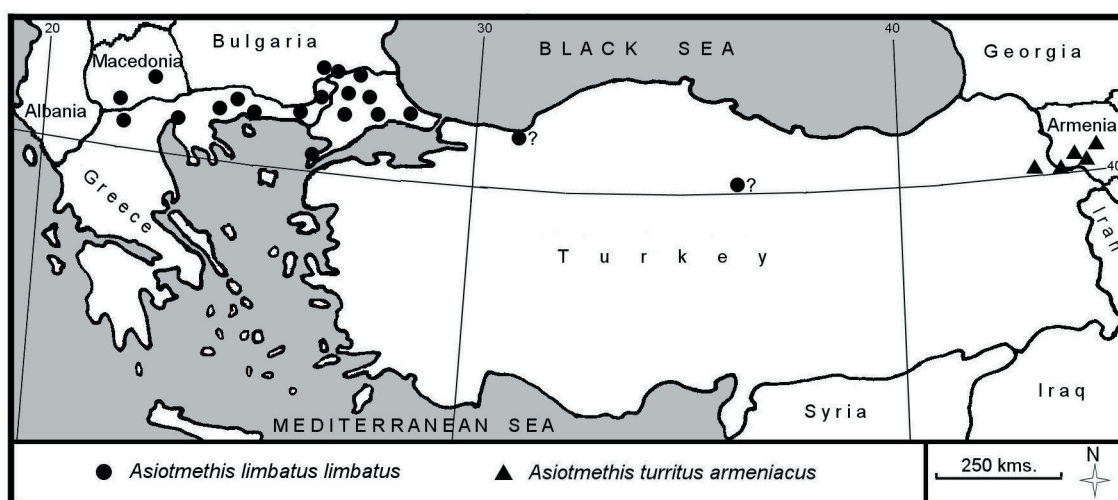 20
30
40
Bulgaria
BLACK SEA
Georgia
Macedonia
Albania
Armenia
?
40
?
Greece
Iran
Turkey
Iraq
Syria
MEDITERRANEAN SEA
Asiotmethis limbatus limbatus
Asiotmethis turritus armeniacus
250 kms.
N